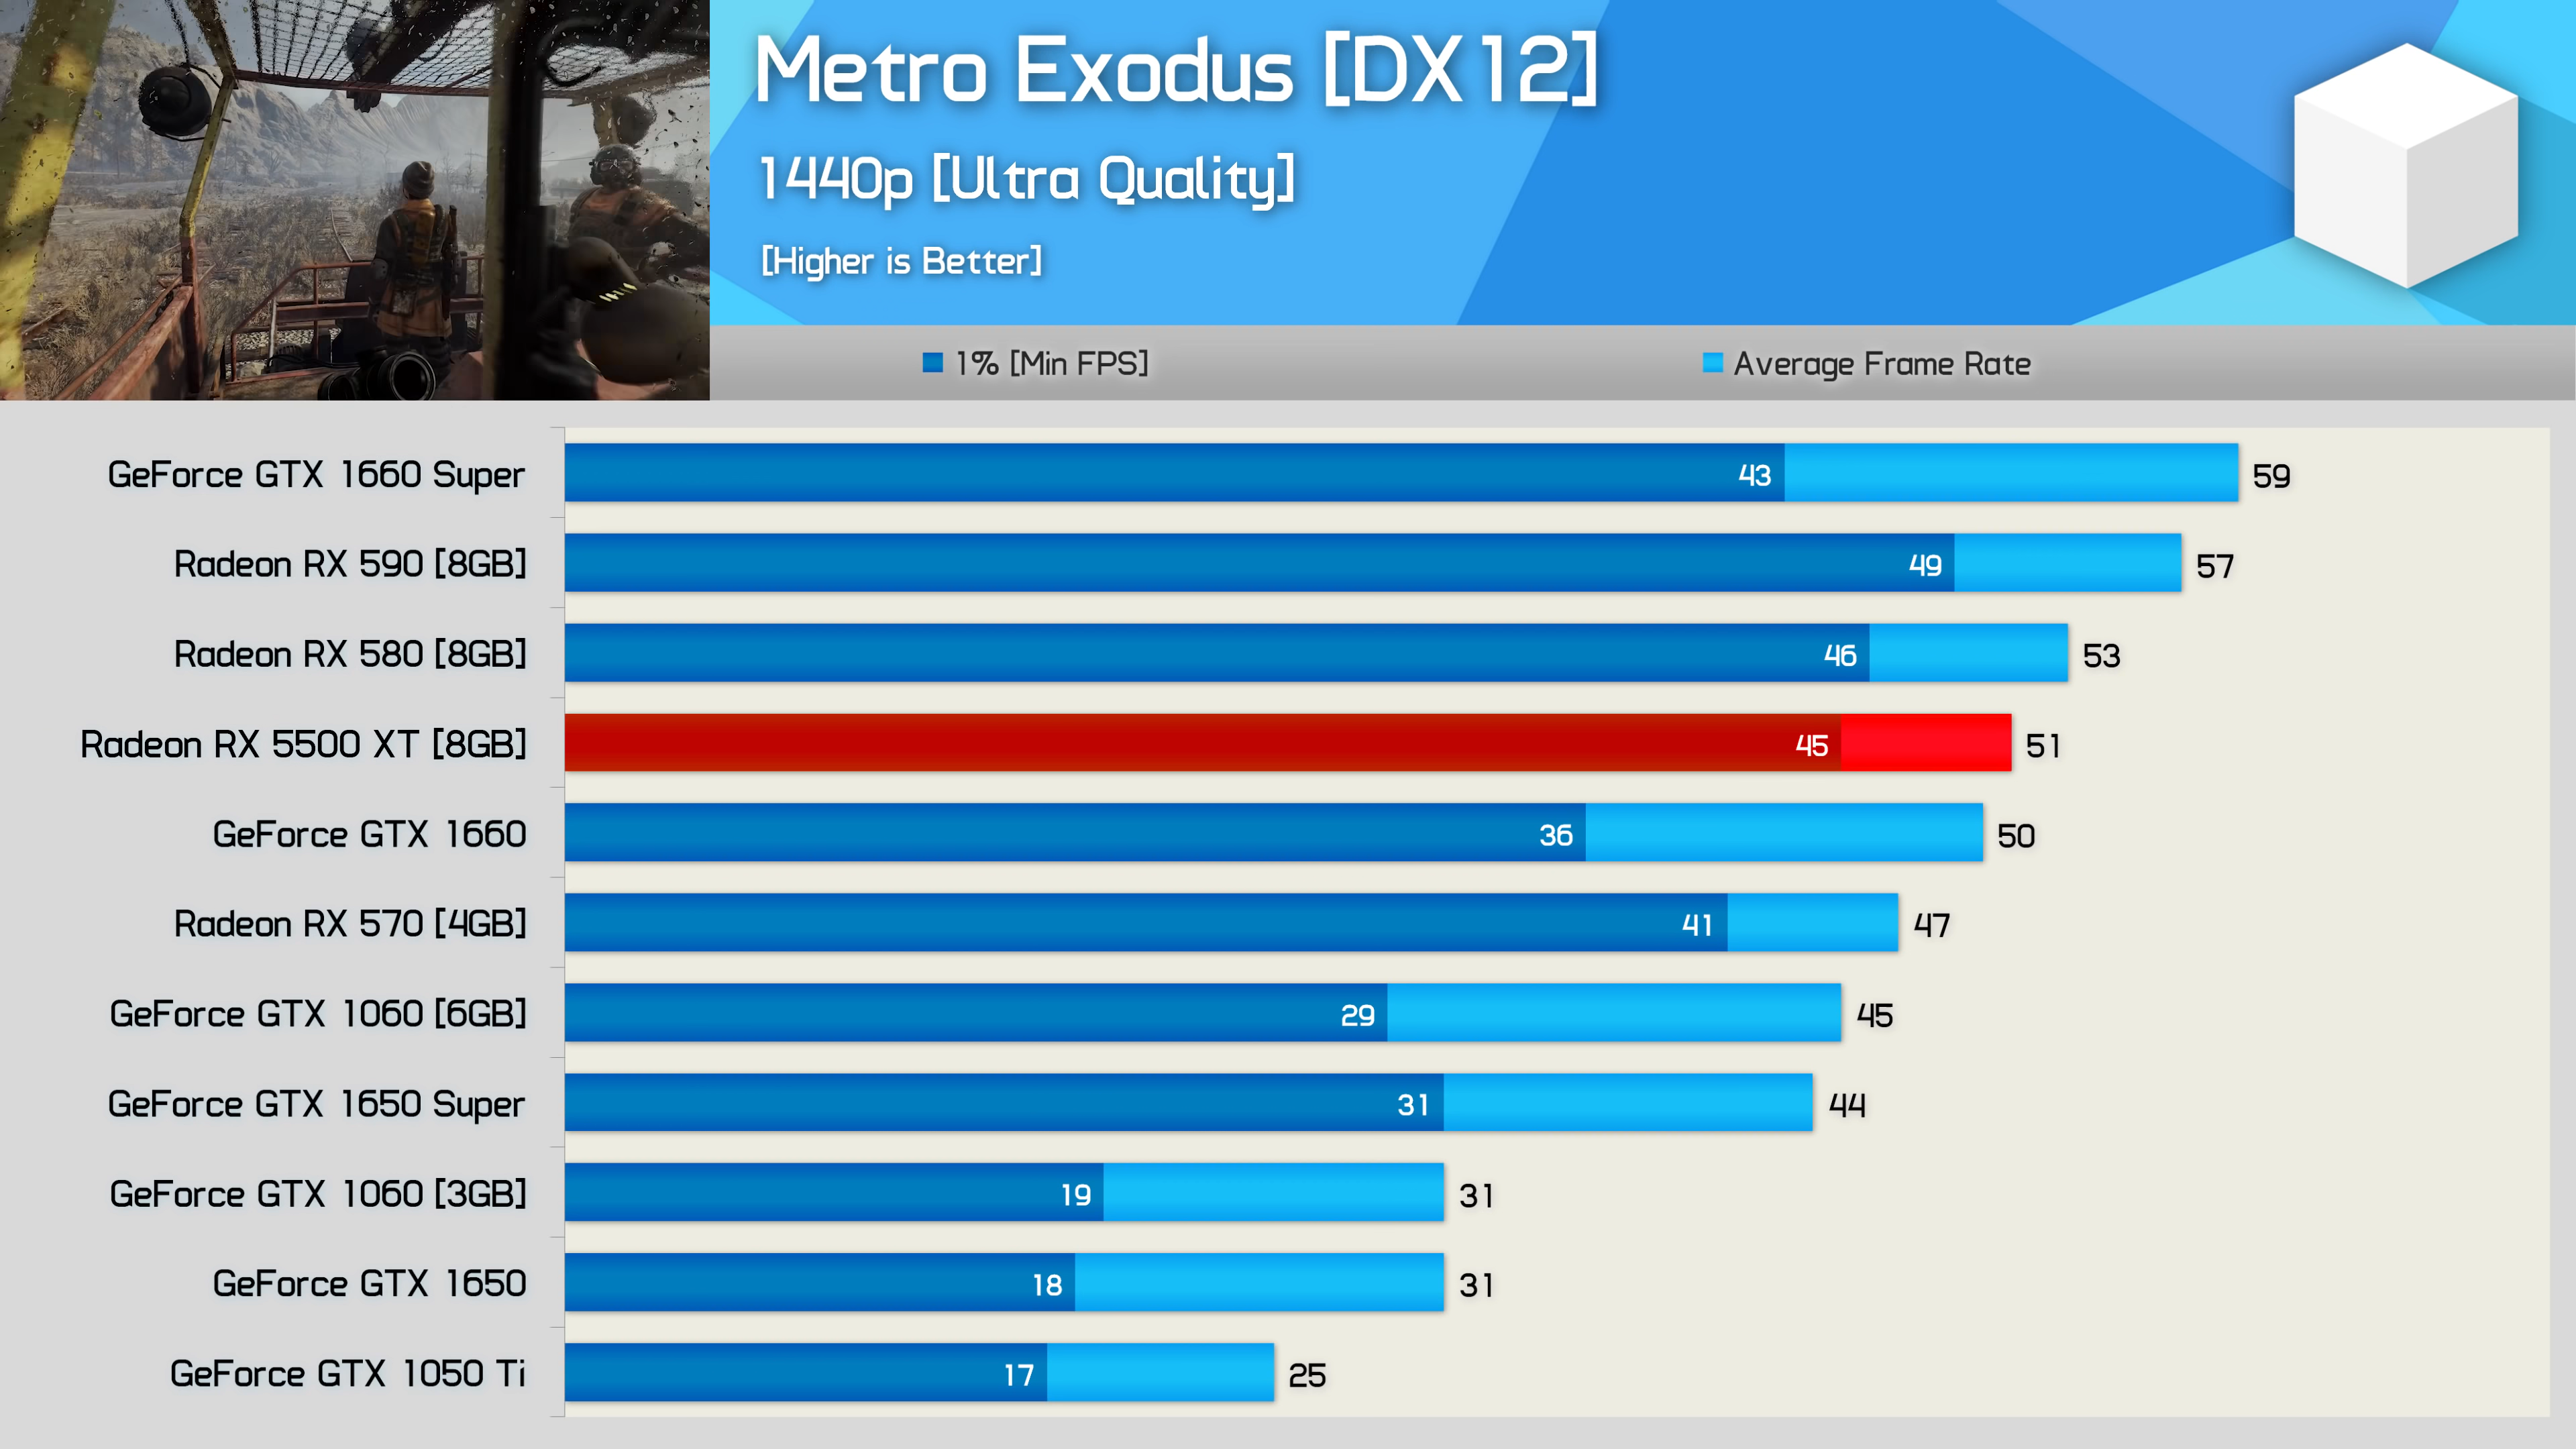 Metro Exodus [DX12]
1440p [Ultra Quality]
[Higher is Better]
1% [Min FPS]
Average Frame Rate
GeForce GTX 1660 Super 43 59
Radeon RX 590 [8GB] 49 57
Radeon RX 580 [8GB] 46 53
Radeon RX 5500 XT [8GB] 45 51
GeForce GTX 1660 36 50
Radeon RX 570 [4GB] 41 47
GeForce GTX 1060 [6GB] 29 45
GeForce GTX 1650 Super 31 44
GeForce GTX 1060 [3GB] 19 31
GeForce GTX 1650 18 31
GeForce GTX 1050 Ti 17 25